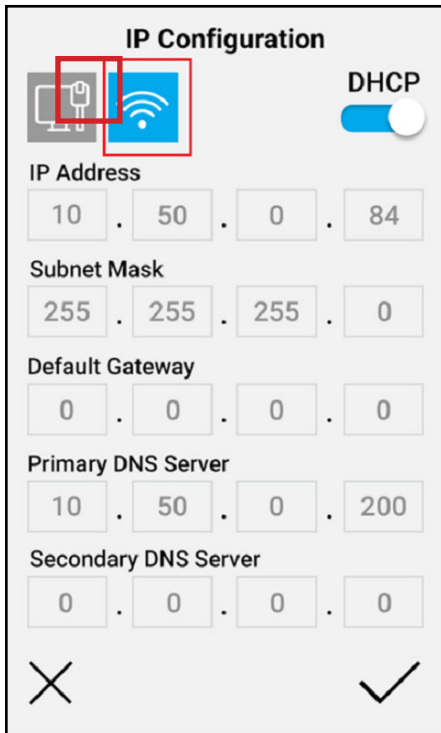 IP Configuration
DHCP
IP Address
10 . 50 . 0 . 84
Subnet Mask
255 . 255 . 255 . 0
Default Gateway
0 . 0 . 0 . 0
Primary DNS Server
10 . 50 . 0 . 200
Secondary DNS Server
0 . 0 . 0 . 0